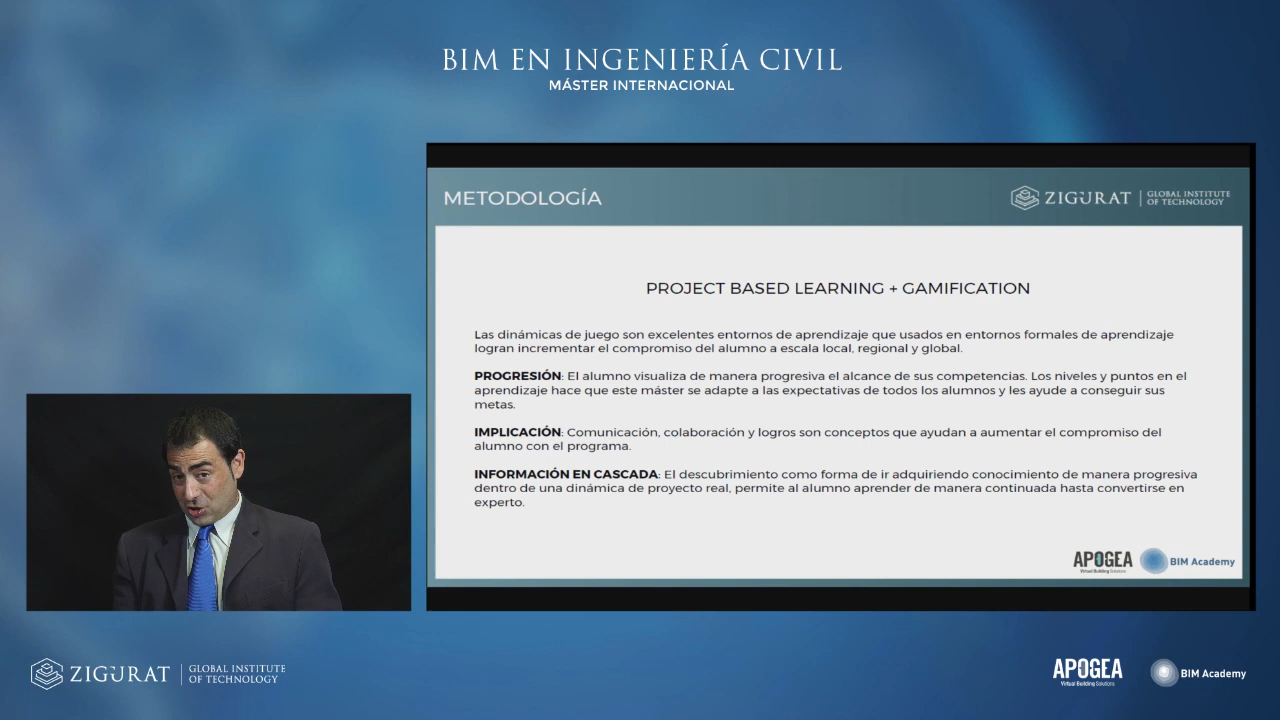 BIM EN INGENIERÍA CIVIL
MÁSTER INTERNACIONAL
METODOLOGÍA
ZIGURAT | GLOBAL INSTITUTE OF TECHNOLOGY
PROJECT BASED LEARNING + GAMIFICATION
Las dinámicas de juego son excelentes entornos de aprendizaje que usados en entornos formales de aprendizaje
logran incrementar el compromiso del alumno a escala local, regional y global.
PROGRESIÓN: El alumno visualiza de manera progresiva el alcance de sus competencias. Los niveles y puntos en el
aprendizaje hace que este máster se adapte a las expectativas de todos los alumnos y les ayude a conseguir sus
metas.
IMPLICACIÓN: Comunicación, colaboración y logros son conceptos que ayudan a aumentar el compromiso del
alumno con el programa.
INFORMACIÓN EN CASCADA: El descubrimiento como forma de ir adquiriendo conocimiento de manera progresiva
dentro de una dinámica de proyecto real, permite al alumno aprender de manera continuada hasta convertirse en
experto.
APOGEA
Virtual Building Solutions
BIM Academy
ZIGURAT | GLOBAL INSTITUTE OF TECHNOLOGY
APOGEA
Virtual Building Solutions
BIM Academy